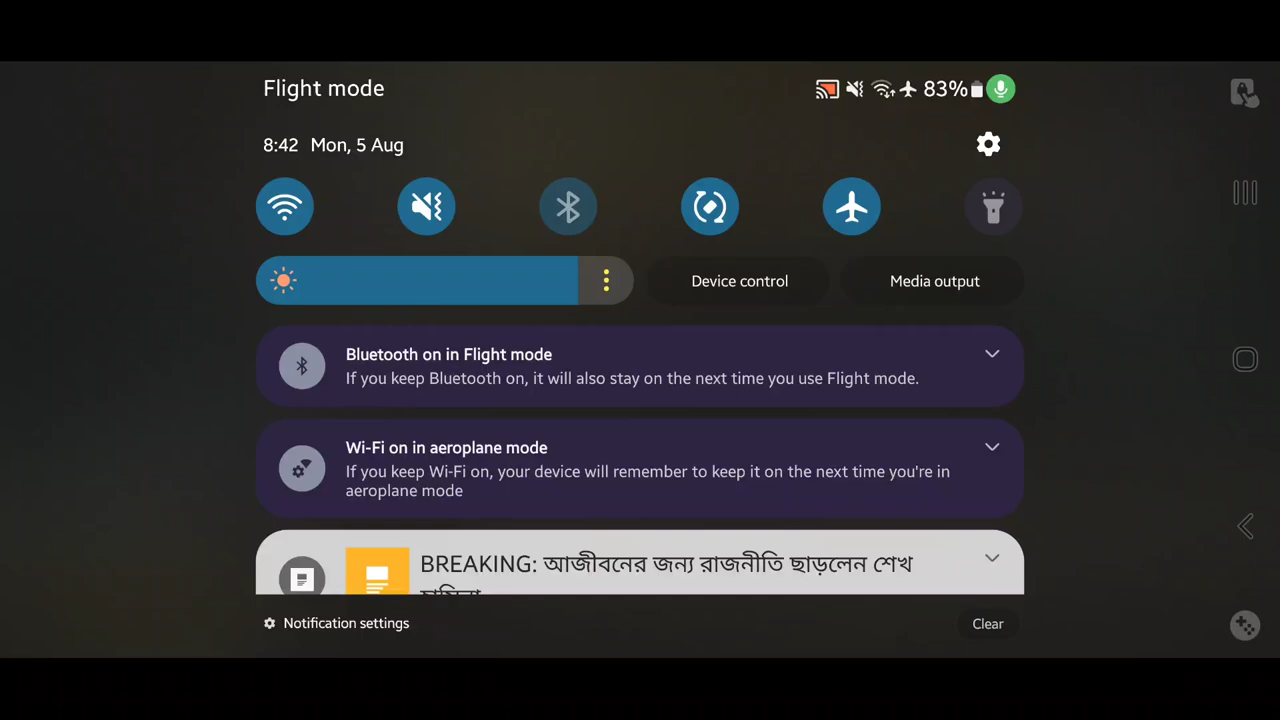 Flight mode
83%
8:42 Mon, 5 Aug
Device control
Media output
Bluetooth on in Flight mode
If you keep Bluetooth on, it will also stay on the next time you use Flight mode.
Wi-Fi on in aeroplane mode
If you keep Wi-Fi on, your device will remember to keep it on the next time you're in
aeroplane mode
BREAKING: আজীবনের জন্য রাজনীতি ছাড়লেন শেখ
Notification settings
Clear